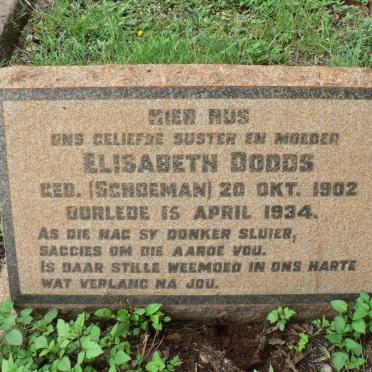 HIER RUS
ONS GELIEFDE SUSTER EN MOEDER
ELISABETH DODDS
GEB. (SCHOEMAN) 20 OKT. 1902
OORLEDE 15 APRIL 1934.
AS DIE NAG SY DONKER SLUIER,
SACCIES OM DIE AARDE VOU.
IS DAAR STILLE WEEMOED IN ONS HARTE
WAT VERLANG NA JOU.